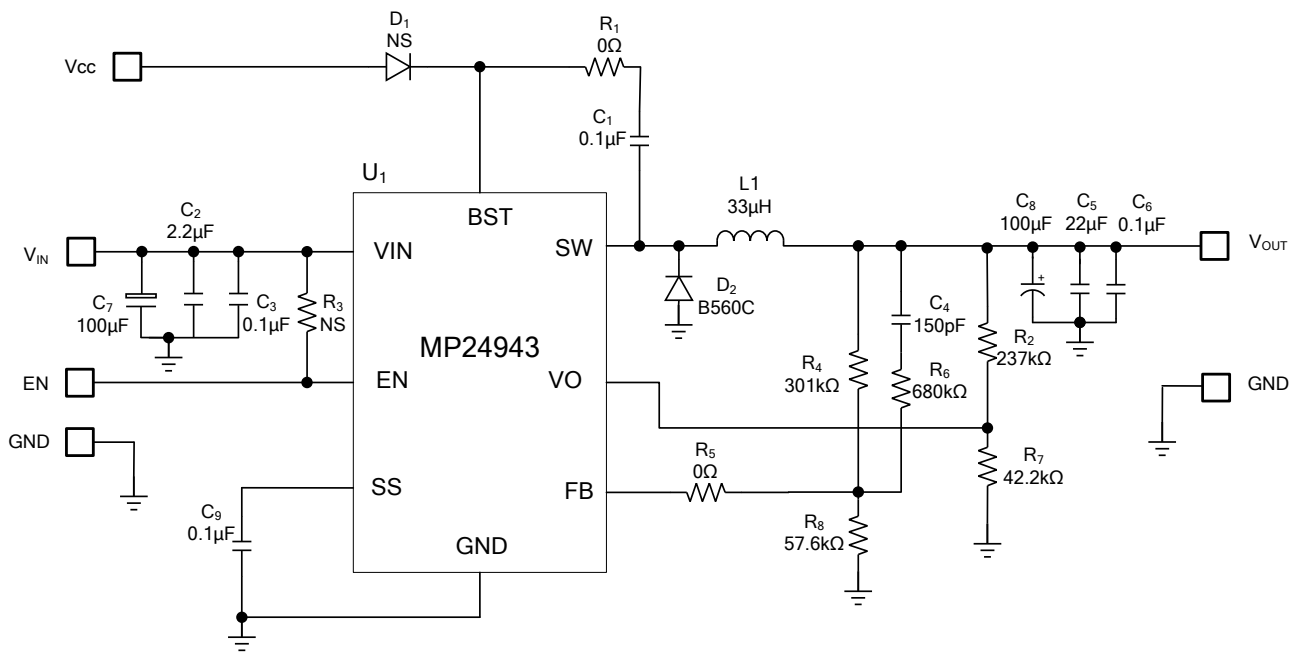 D1
NS
R1
0Ω
Vcc
C1
0.1µF
U1
L1
33µH
BST
C2
2.2µF
C8
100µF
C5
22µF
C6
0.1µF
VIN
VIN
SW
VOUT
C7
100µF
C3
0.1µF
R3
NS
D2
B560C
C4
150pF
MP24943
R2
237kΩ
R4
301kΩ
R6
680kΩ
EN
EN
VO
GND
GND
R5
0Ω
R7
42.2kΩ
SS
FB
C9
0.1µF
R8
57.6kΩ
GND
+